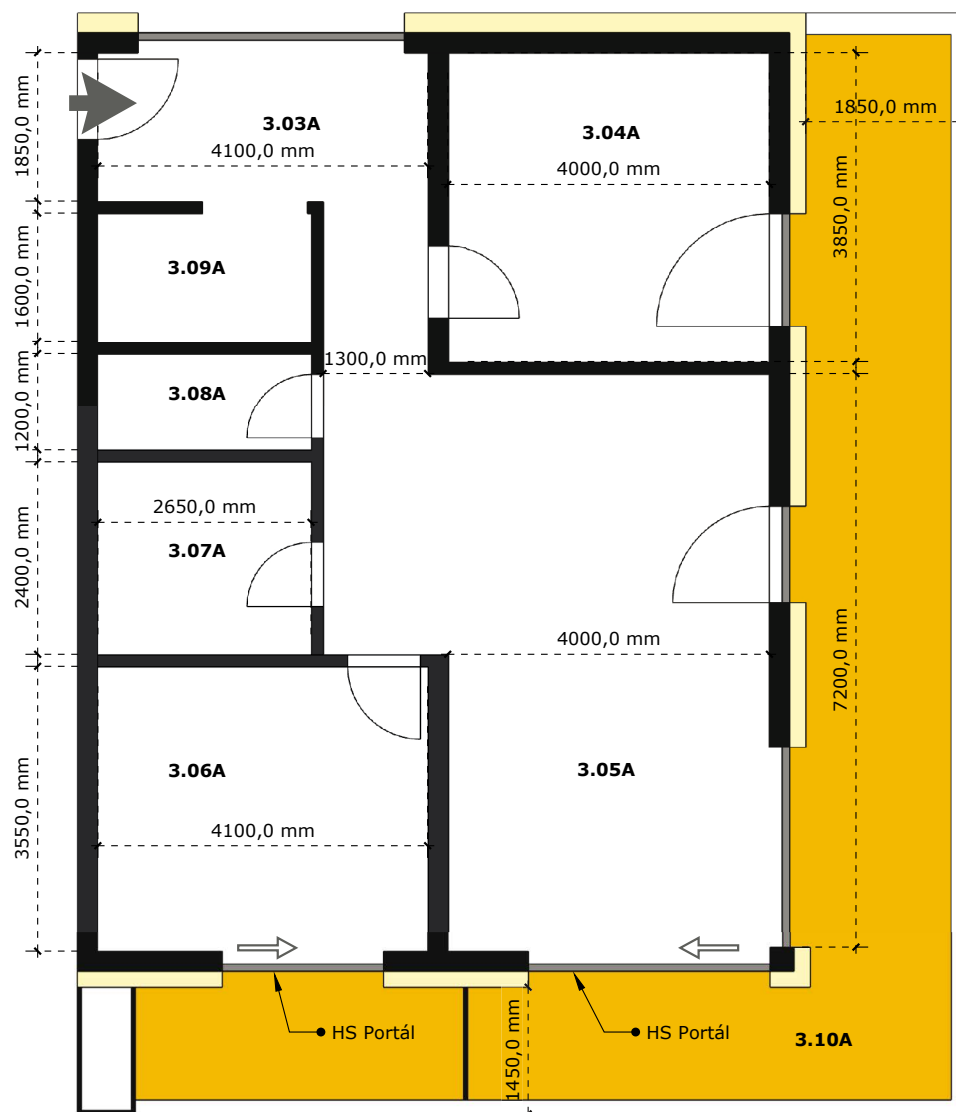 3.03A
4100,0 mm
1850,0 mm
3.04A
4000,0 mm
1850,0 mm
3850,0 mm
3.09A
1600,0 mm
1300,0 mm
3.08A
1200,0 mm
2650,0 mm
3.07A
2400,0 mm
4000,0 mm
7200,0 mm
3.06A
3.05A
4100,0 mm
3550,0 mm
HS Portál
HS Portál
3.10A
1450,0 mm